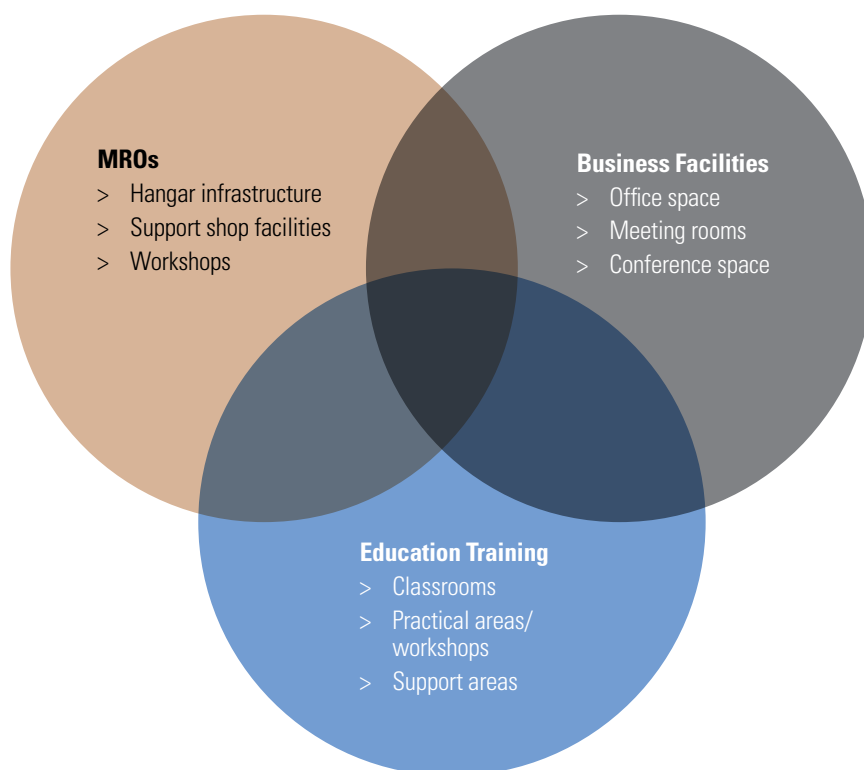 MROs
> Hangar infrastructure
> Support shop facilities
> Workshops
Business Facilities
> Office space
> Meeting rooms
> Conference space
Education Training
> Classrooms
> Practical areas/
workshops
> Support areas